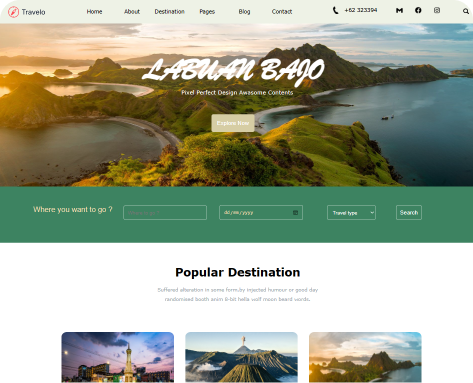 Travelo
Home About Destination Pages Blog Contact
+62 323394
LABUAN BAJO
Pixel Perfect Design Awasome Contents
Explore Now
Where you want to go ?
dd/mm/yyyy
Travel type
Search
Popular Destination
Suffered alteration in some form,by injected humour or good day
randomised booth anim 8-bit hella wolf moon beard words.